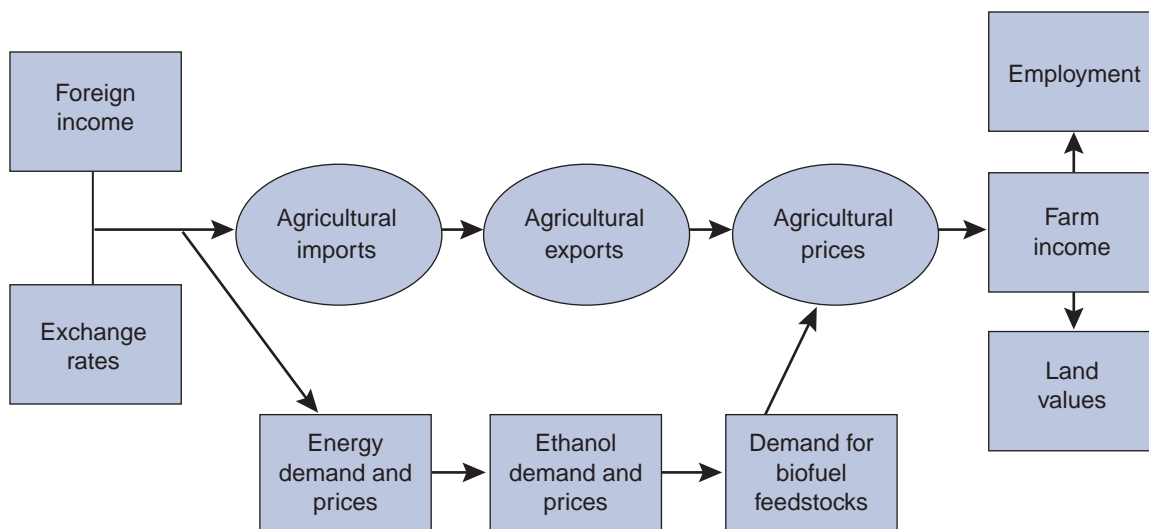 Foreign
income
Exchange
rates
Agricultural
imports
Agricultural
exports
Agricultural
prices
Employment
Farm
income
Land
values
Energy
demand and
prices
Ethanol
demand and
prices
Demand for
biofuel
feedstocks